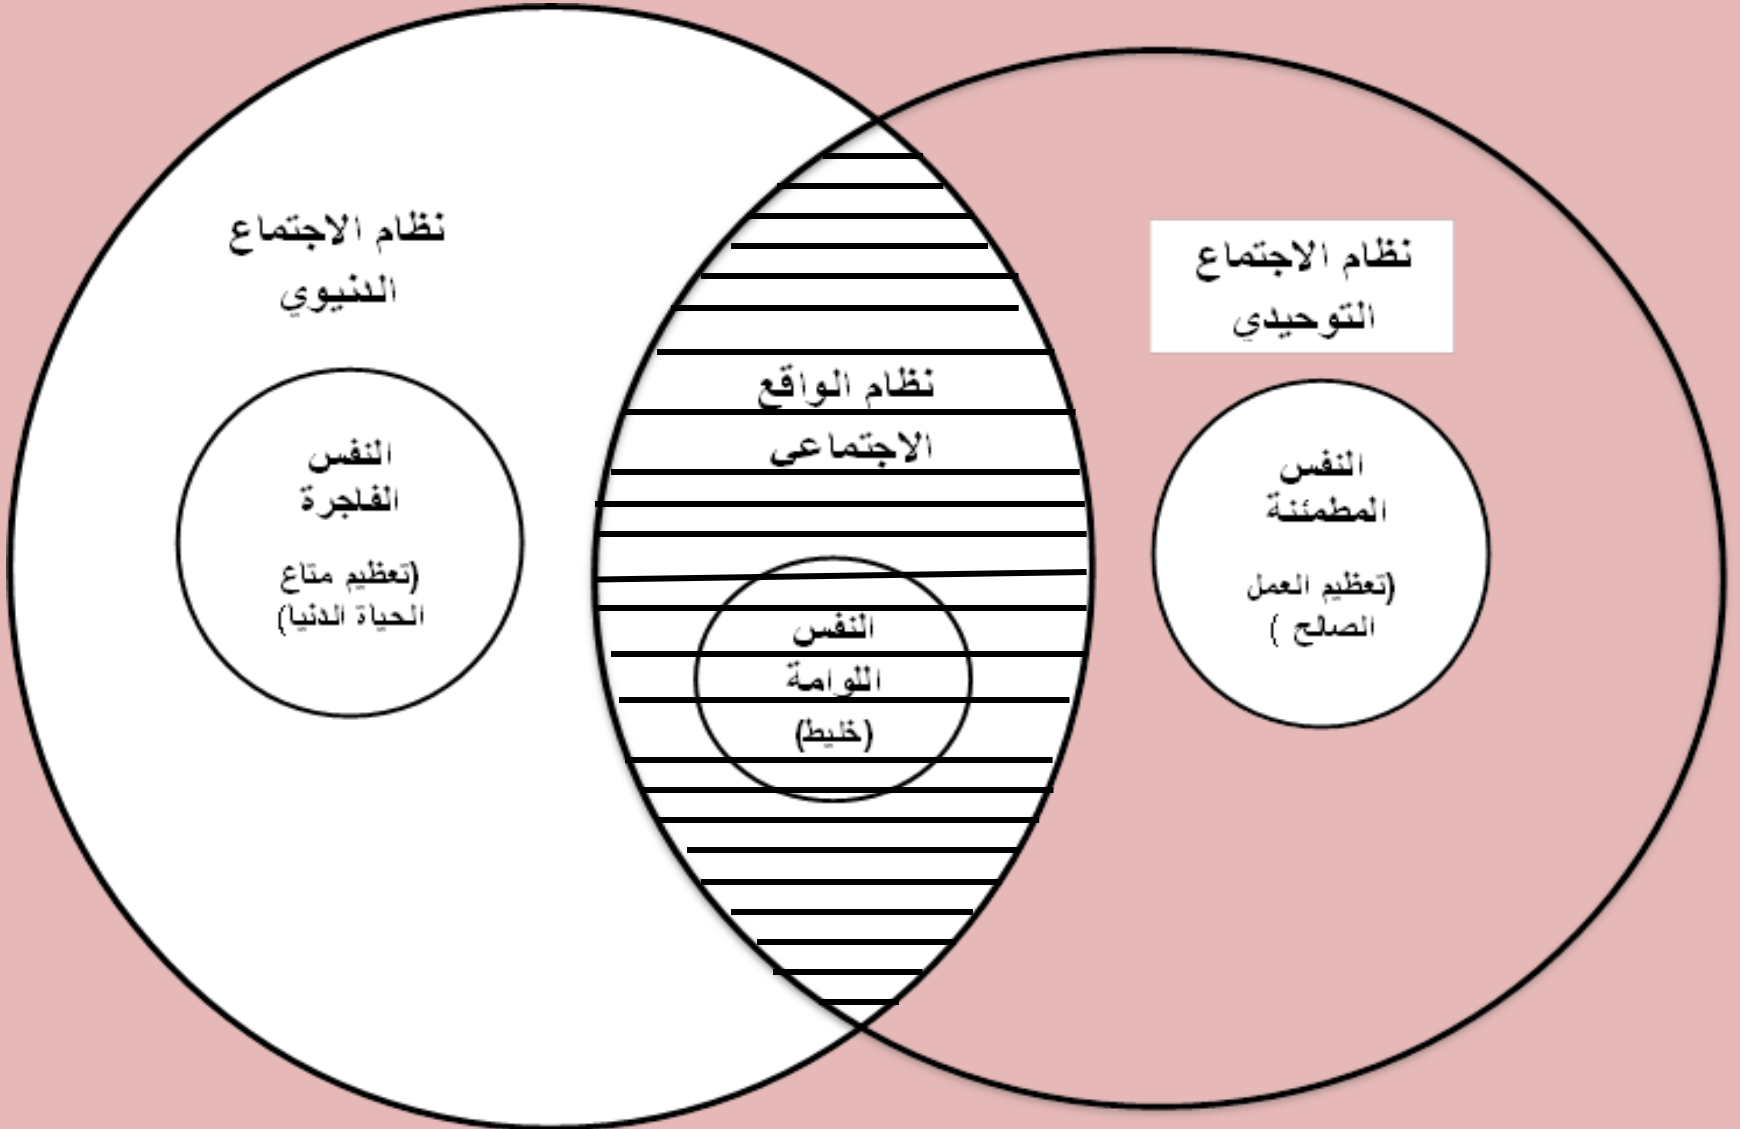 نظام الاجتماع
التوحيدي
النفس
المطمئنة
(تعظيم العمل
الصالح )
نظام الواقع
الاجتماعي
النفس
اللوامة
(خليط)
نظام الاجتماع
الدنيوي
النفس
الفاجرة
(تعظيم متاع
الحياة الدنيا)